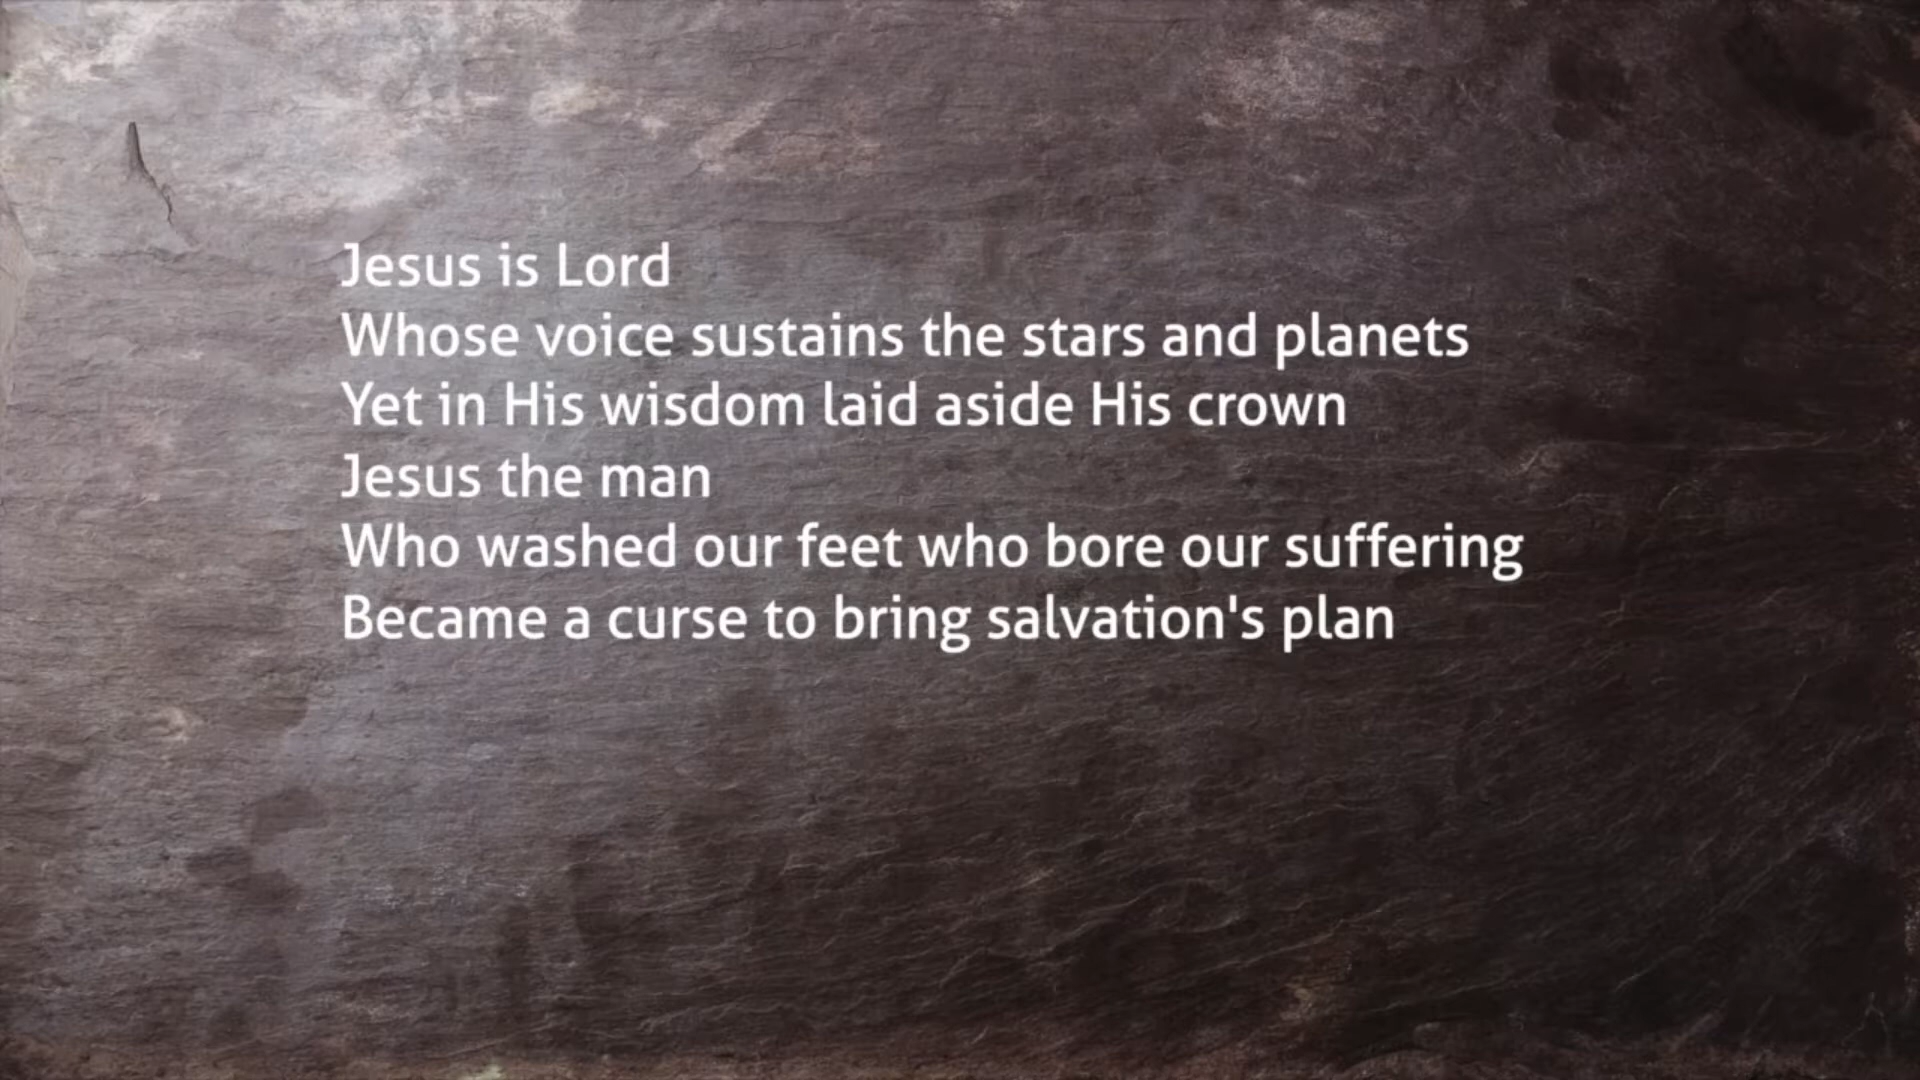 Jesus is Lord
Whose voice sustains the stars and planets
Yet in His wisdom laid aside His crown
Jesus the man
Who washed our feet who bore our suffering
Became a curse to bring salvation's plan